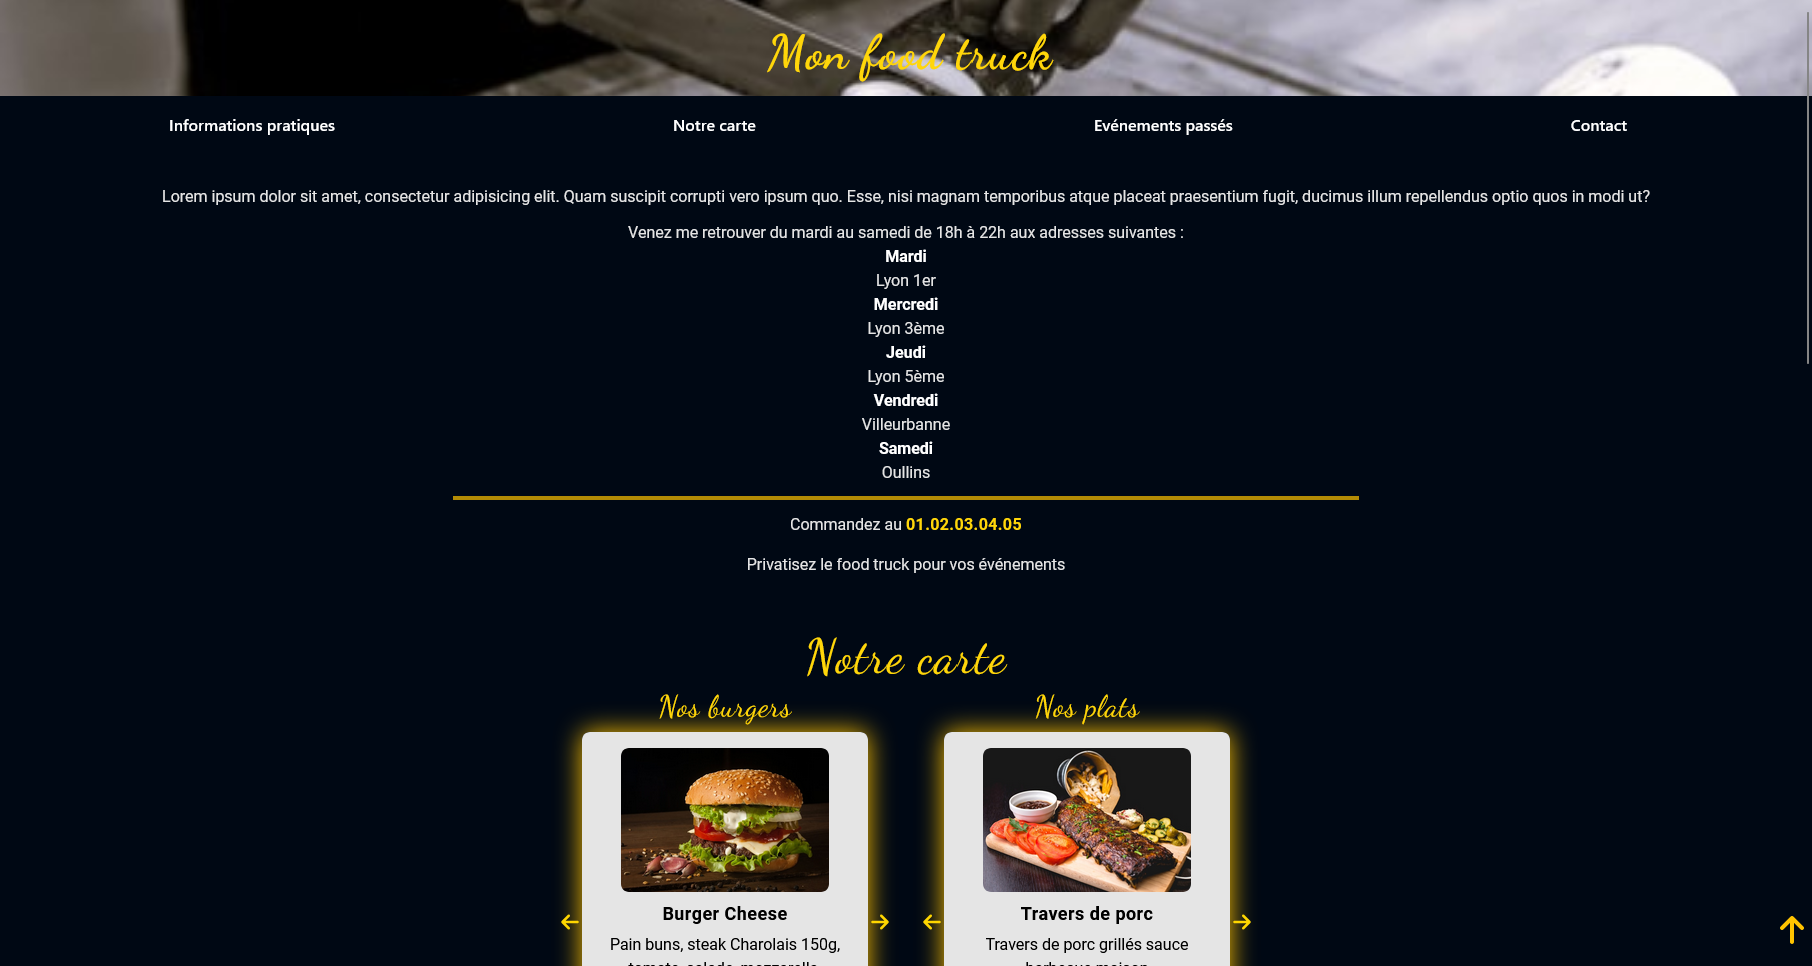 Mon food truck
Informations pratiques
Notre carte
Evénements passés
Contact
Lorem ipsum dolor sit amet, consectetur adipisicing elit. Quam suscipit corrupti vero ipsum quo. Esse, nisi magnam temporibus atque placeat praesentium fugit, ducimus illum repellendus optio quos in modi ut?
Venez me retrouver du mardi au samedi de 18h à 22h aux adresses suivantes :
Mardi
Lyon 1er
Mercredi
Lyon 3ème
Jeudi
Lyon 5ème
Vendredi
Villeurbanne
Samedi
Oullins
Commandez au 01.02.03.04.05
Privatisez le food truck pour vos événements
Notre carte
Nos burgers
Burger Cheese
Pain buns, steak Charolais 150g,
tomate, salade, mozzarella
Nos plats
Travers de porc
Travers de porc grillés sauce
barbecue maison